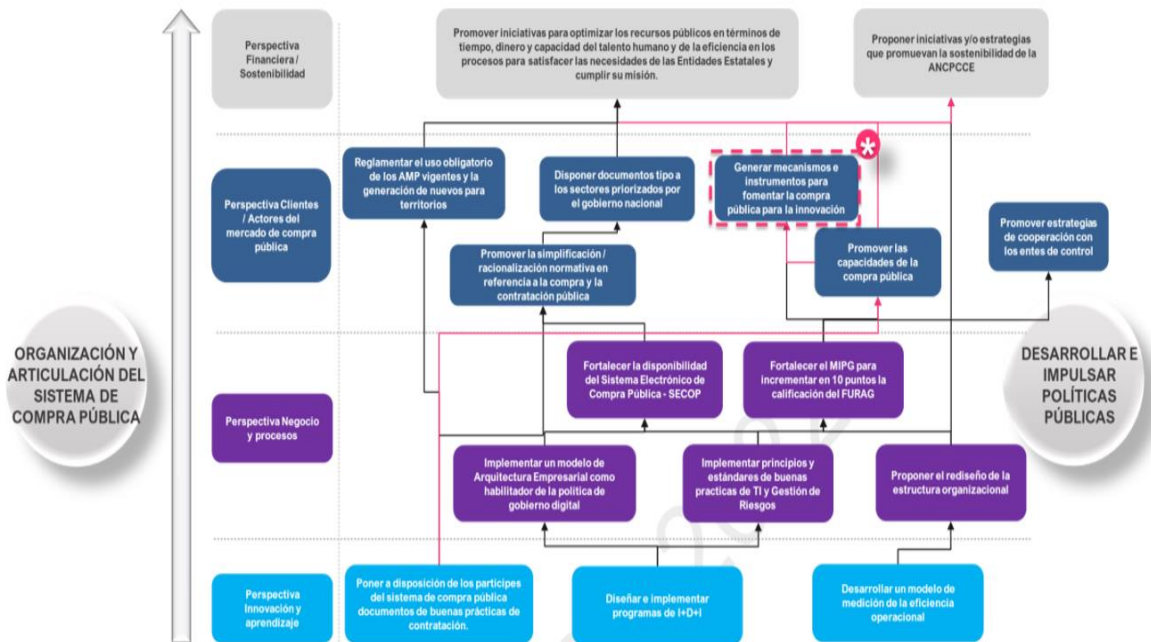 Perspectiva
Financiera /
Sostenibilidad
Promover iniciativas para optimizar los recursos públicos en términos de
tiempo, dinero y capacidad del talento humano y de la eficiencia en los
procesos para satisfacer las necesidades de las Entidades Estatales y
cumplir su misión.
Proponer iniciativas y/o estrategias
que promuevan la sostenibilidad de la
ANCPCCE
Perspectiva Clientes
/ Actores del
mercado de compra
pública
Reglamentar el uso obligatorio
de los AMP vigentes y la
generación de nuevos para
territorios
Disponer documentos tipo a
los sectores priorizados por
el gobierno nacional
Generar mecanismos e
instrumentos para
fomentar la compra
pública para la innovación
*
Promover la simplificación /
racionalización normativa en
referencia a la compra y la
contratación pública
Promover las
capacidades de la
compra pública
Promover estrategias
de cooperación con
los entes de control
ORGANIZACIÓN Y
ARTICULACIÓN DEL
SISTEMA DE
COMPRA PÚBLICA
DESARROLLAR E
IMPULSAR
POLÍTICAS
PÚBLICAS
Perspectiva Negocio
y procesos
Fortalecer la disponibilidad
del Sistema Electrónico de
Compra Pública - SECOP
Fortalecer el MIPG para
incrementar en 10 puntos la
calificación del FURAG
Implementar un modelo de
Arquitectura Empresarial como
habilitador de la política de
gobierno digital
Implementar principios y
estándares de buenas
practicas de TI y Gestión de
Riesgos
Proponer el rediseño de la
estructura organizacional
Perspectiva
Innovación y
aprendizaje
Poner a disposición de los participes
del sistema de compra pública
documentos de buenas prácticas de
contratación.
Diseñar e implementar
programas de I+D+I
Desarrollar un modelo de
medición de la eficiencia
operacional